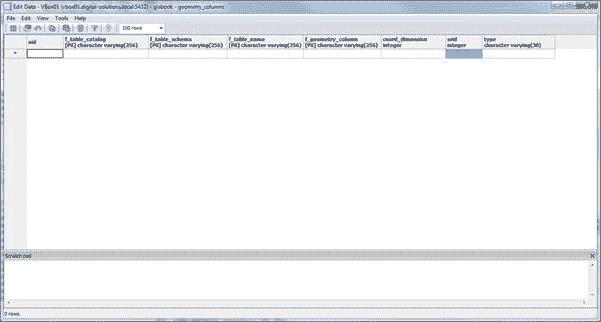 Edit Data - VBox01 (vbox01.digital-solutions.local:5432) - gisbook - geometry_columns
File Edit View Tools Help
100 rows
oid f_table_catalog f_table_schema f_table_name f_geometry_column coord_dimension srid type
[PK] character varying(256) [PK] character varying(256) [PK] character varying(256) [PK] character varying(256) integer integer character varying(30)
*
Scratch pad
0 rows.